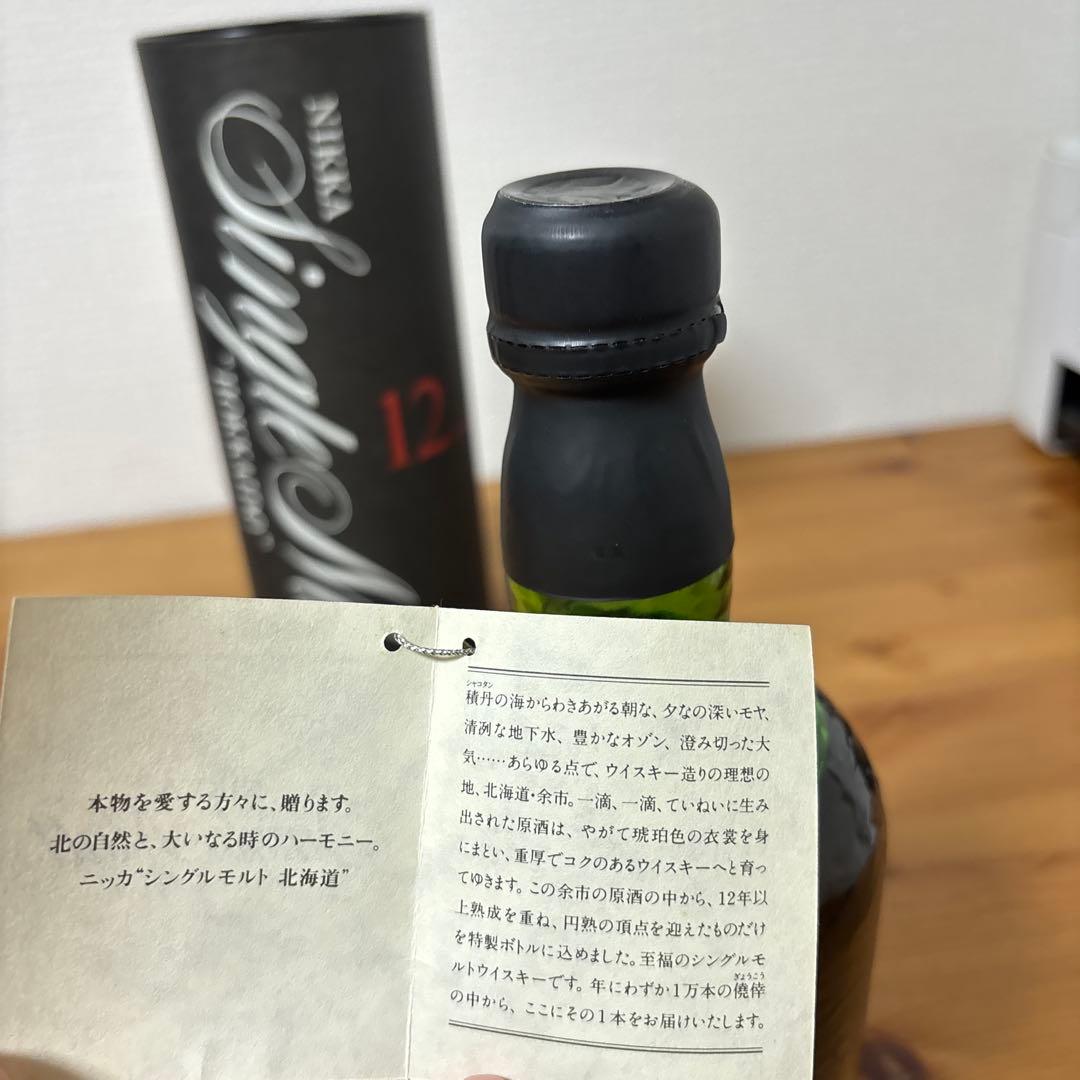 NIKKA
Single M
"HOKKAIDO"
12
本物を愛する方々に、贈ります。
北の自然と、大いなる時のハーモニー。
ニッカ“シングルモルト 北海道”
シャコタン
積丹の海からわきあがる朝な、夕なの深いモヤ、
清冽な地下水、豊かなオゾン、澄み切った大
気……あらゆる点で、ウイスキー造りの理想の
地、北海道・余市。一滴、一滴、ていねいに生み
出された原酒は、やがて琥珀色の衣裳を身
にまとい、重厚でコクのあるウイスキーへと育っ
てゆきます。この余市の原酒の中から、12年以
上熟成を重ね、円熟の頂点を迎えたものだけ
を特製ボトルに込めました。至福のシングルモ
ルトウイスキーです。年にわずか1万本の僥倖
ぎょうこう
の中から、ここにその1本をお届けいたします。